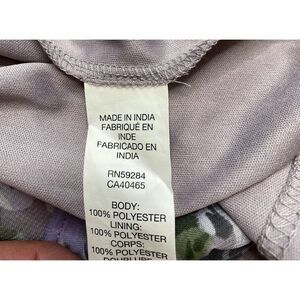 MADE IN INDIA
FABRIQUÉ EN
INDE
FABRICADO EN
INDIA
RN59284
CA40465
BODY:
100% POLYESTER
LINING:
100% POLYESTER
CORPS:
100% POLYESTER